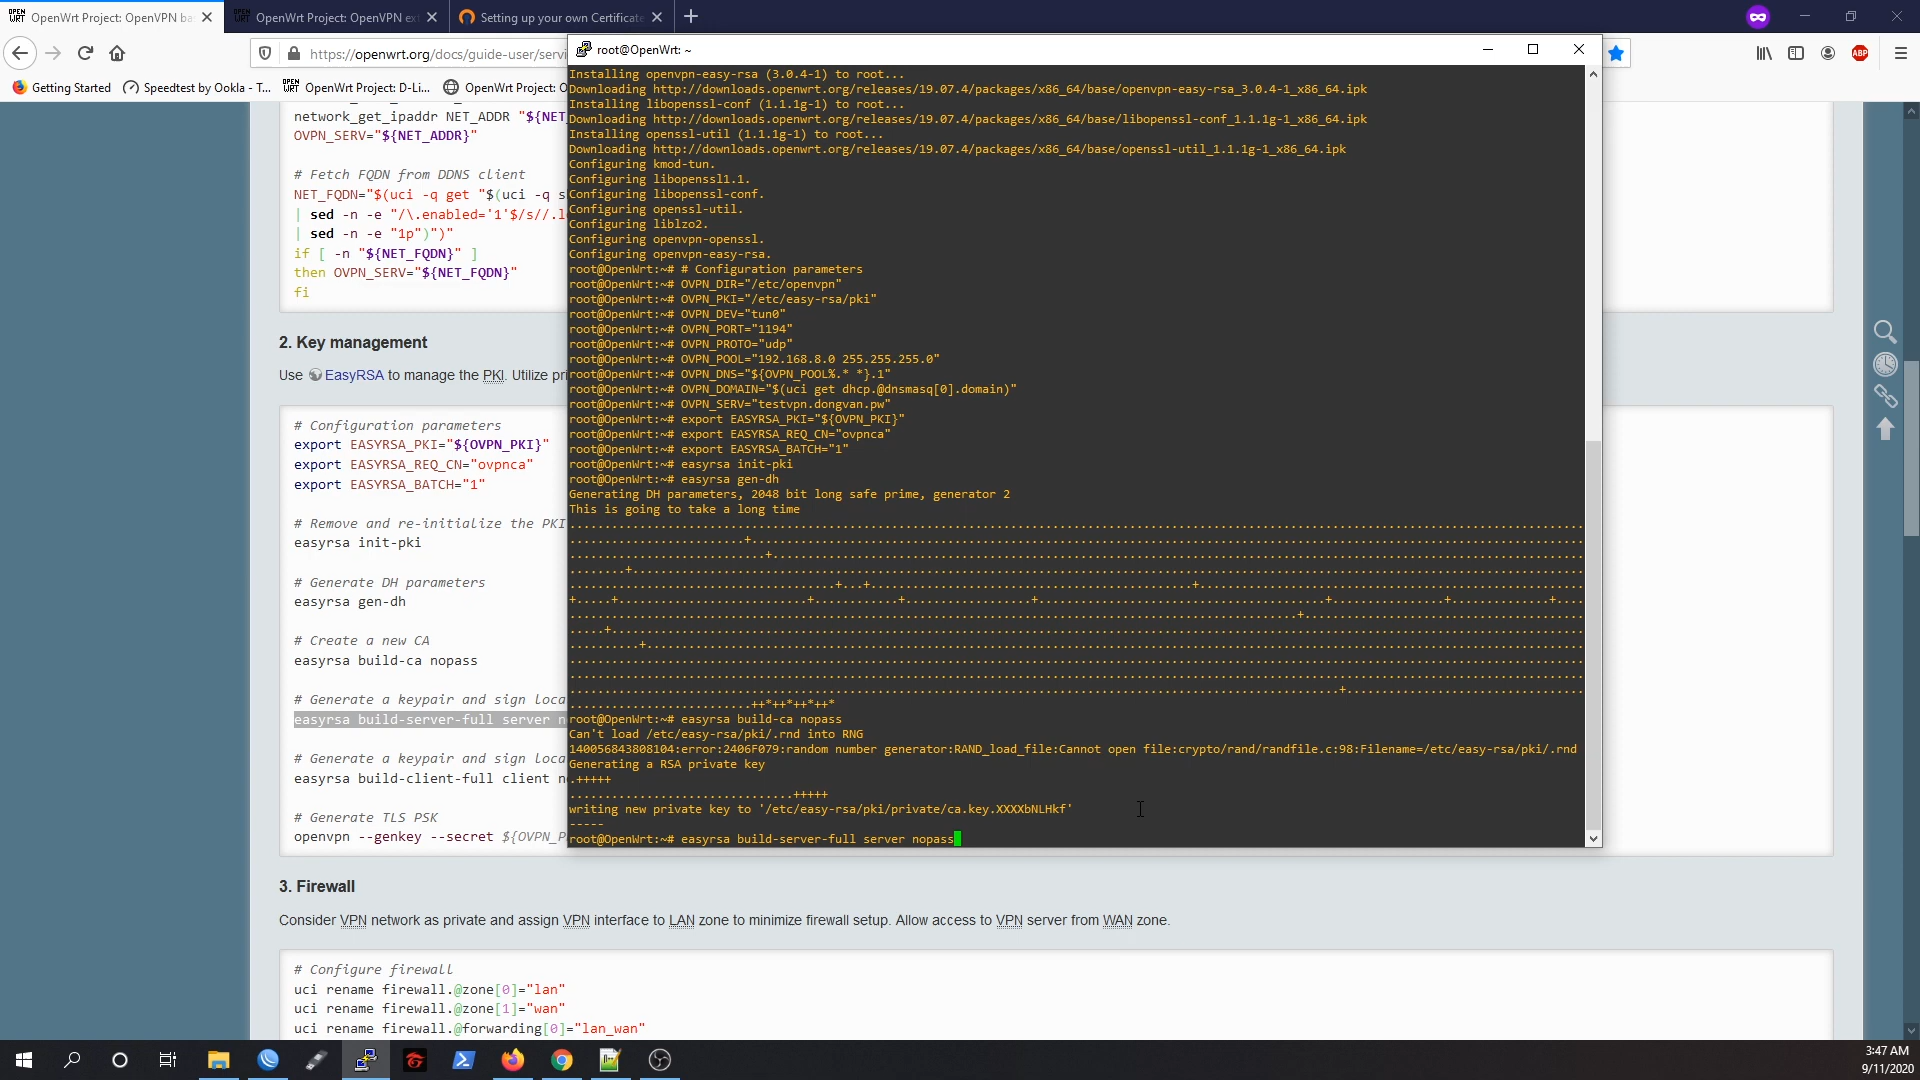 OpenWrt Project: OpenVPN ba
OpenWrt Project: OpenVPN ex
Setting up your own Certificate
https://openwrt.org/docs/guide-user/servi
Getting Started
Speedtest by Ookla - T...
OpenWrt Project: D-Li...
OpenWrt Project: O
ABP
network_get_ipaddr NET_ADDR "${NET
OVPN_SERV="${NET_ADDR}"
# Fetch FQDN from DDNS client
NET_FQDN="$(uci -q get "$(uci -q s
| sed -n -e "/\.enabled='1'$/s//.l
| sed -n -e "1p")")"
if [ -n "${NET_FQDN}" ]
then OVPN_SERV="${NET_FQDN}"
fi
2. Key management
Use EasyRSA to manage the PKI. Utilize pri
# Configuration parameters
export EASYRSA_PKI="${OVPN_PKI}"
export EASYRSA_REQ_CN="ovpnca"
export EASYRSA_BATCH="1"
# Remove and re-initialize the PKI
easyrsa init-pki
# Generate DH parameters
easyrsa gen-dh
# Create a new CA
easyrsa build-ca nopass
# Generate a keypair and sign loca
easyrsa build-server-full server n
# Generate a keypair and sign loca
easyrsa build-client-full client n
# Generate TLS PSK
openvpn --genkey --secret ${OVPN_P
3. Firewall
Consider VPN network as private and assign VPN interface to LAN zone to minimize firewall setup. Allow access to VPN server from WAN zone.
# Configure firewall
uci rename firewall.@zone[0]="lan"
uci rename firewall.@zone[1]="wan"
uci rename firewall.@forwarding[0]="lan_wan"
root@OpenWrt: ~
Installing openvpn-easy-rsa (3.0.4-1) to root...
Downloading http://downloads.openwrt.org/releases/19.07.4/packages/x86_64/base/openvpn-easy-rsa_3.0.4-1_x86_64.ipk
Installing libopenssl-conf (1.1.1g-1) to root...
Downloading http://downloads.openwrt.org/releases/19.07.4/packages/x86_64/base/libopenssl-conf_1.1.1g-1_x86_64.ipk
Installing openssl-util (1.1.1g-1) to root...
Downloading http://downloads.openwrt.org/releases/19.07.4/packages/x86_64/base/openssl-util_1.1.1g-1_x86_64.ipk
Configuring kmod-tun.
Configuring libopenssl1.1.
Configuring libopenssl-conf.
Configuring openssl-util.
Configuring liblzo2.
Configuring openvpn-openssl.
Configuring openvpn-easy-rsa.
root@OpenWrt:~# # Configuration parameters
root@OpenWrt:~# OVPN_DIR="/etc/openvpn"
root@OpenWrt:~# OVPN_PKI="/etc/easy-rsa/pki"
root@OpenWrt:~# OVPN_DEV="tun0"
root@OpenWrt:~# OVPN_PORT="1194"
root@OpenWrt:~# OVPN_PROTO="udp"
root@OpenWrt:~# OVPN_POOL="192.168.8.0 255.255.255.0"
root@OpenWrt:~# OVPN_DNS="${OVPN_POOL%.* *}.1"
root@OpenWrt:~# OVPN_DOMAIN="$(uci get dhcp.@dnsmasq[0].domain)"
root@OpenWrt:~# OVPN_SERV="testvpn.dongvan.pw"
root@OpenWrt:~# export EASYRSA_PKI="${OVPN_PKI}"
root@OpenWrt:~# export EASYRSA_REQ_CN="ovpnca"
root@OpenWrt:~# export EASYRSA_BATCH="1"
root@OpenWrt:~# easyrsa init-pki
root@OpenWrt:~# easyrsa gen-dh
Generating DH parameters, 2048 bit long safe prime, generator 2
This is going to take a long time
..........................++*++*++*++*
root@OpenWrt:~# easyrsa build-ca nopass
Can't load /etc/easy-rsa/pki/.rnd into RNG
140056843808104:error:2406F079:random number generator:RAND_load_file:Cannot open file:crypto/rand/randfile.c:98:Filename=/etc/easy-rsa/pki/.rnd
Generating a RSA private key
.+++++
................................+++++
writing new private key to '/etc/easy-rsa/pki/private/ca.key.XXXXbNLHkf'
-----
root@OpenWrt:~# easyrsa build-server-full server nopass
3:47 AM
9/11/2020